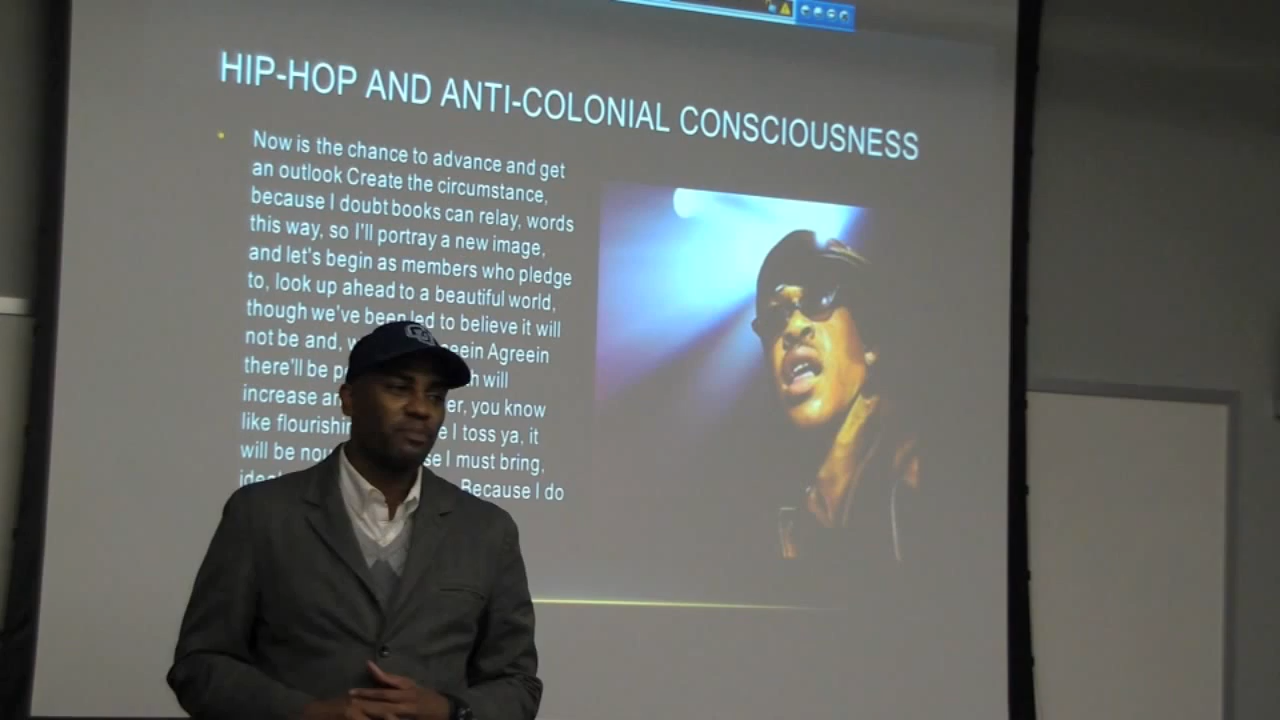 HIP-HOP AND ANTI-COLONIAL CONSCIOUSNESS
Now is the chance to advance and get
an outlook Create the circumstance,
because I doubt books can relay, words
this way, so I'll portray a new image,
and let's begin as members who pledge
to, look up ahead to a beautiful world,
though we've been led to believe it will
not be and, Agreein
there'll be will
increase you know
like I toss ya, it
will be I must bring,
Because I do